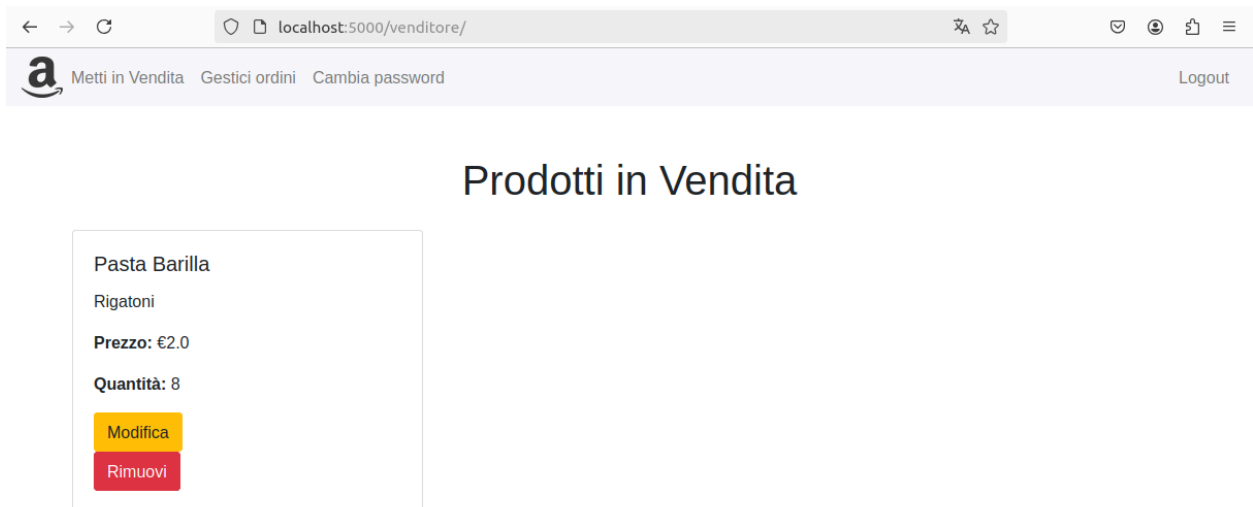 localhost:5000/venditore/
a Metti in Vendita Gestici ordini Cambia password Logout
Prodotti in Vendita
Pasta Barilla
Rigatoni
Prezzo: €2.0
Quantità: 8
Modifica
Rimuovi